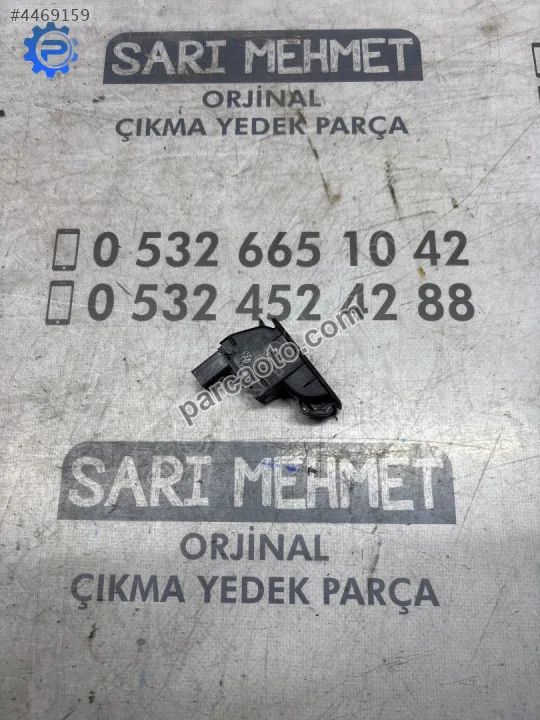 #4469159
SARI MEHMET
ORJİNAL
ÇIKMA YEDEK PARÇA
0 532 665 10 42
0 532 452 42 88
parcaoto.com
SARI MEHMET
ORJİNAL
ÇIKMA YEDEK PARÇA